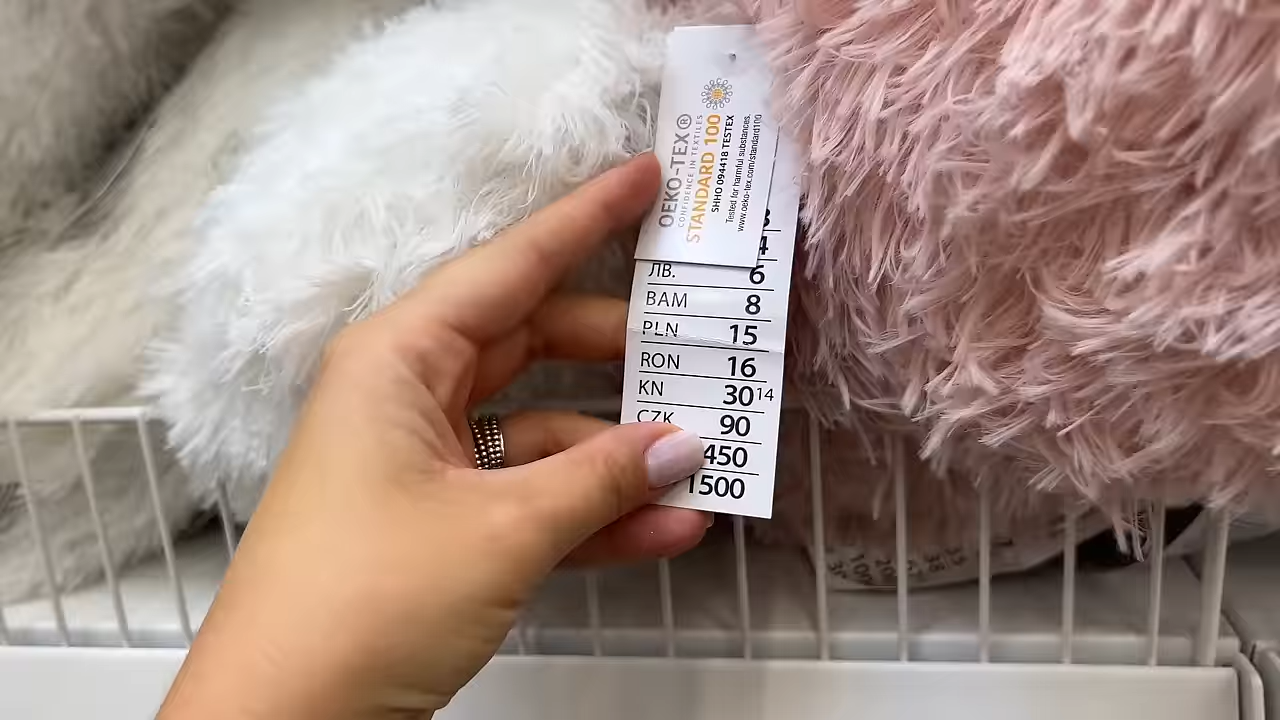 OEKO-TEX®
CONFIDENCE IN TEXTILES
STANDARD 100
SHHO 094418 TESTEX
Tested for harmful substances.
www.oeko-tex.com/standard100
4
ЛВ. 6
BAM 8
PLN 15
RON 16
KN 30 14
CZK 90
450
1500